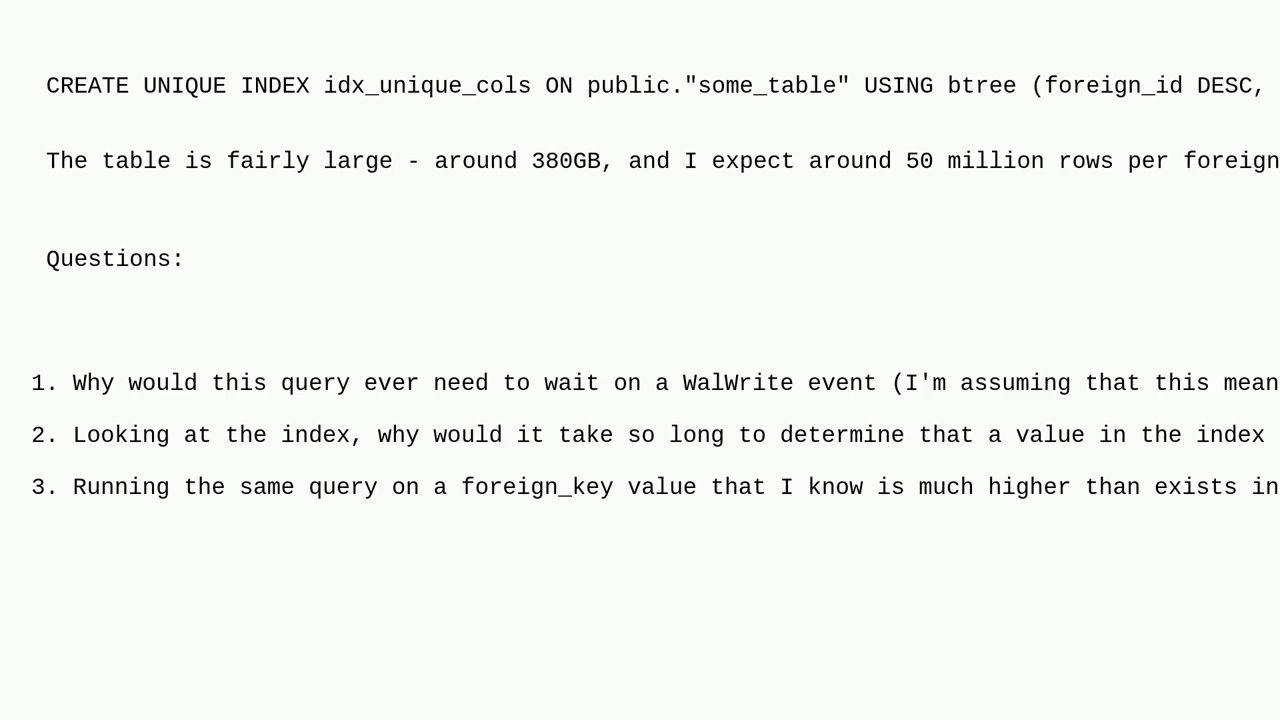 CREATE UNIQUE INDEX idx_unique_cols ON public."some_table" USING btree (foreign_id DESC,
The table is fairly large - around 380GB, and I expect around 50 million rows per foreign
Questions:
1. Why would this query ever need to wait on a WalWrite event (I'm assuming that this mean
2. Looking at the index, why would it take so long to determine that a value in the index
3. Running the same query on a foreign_key value that I know is much higher than exists in